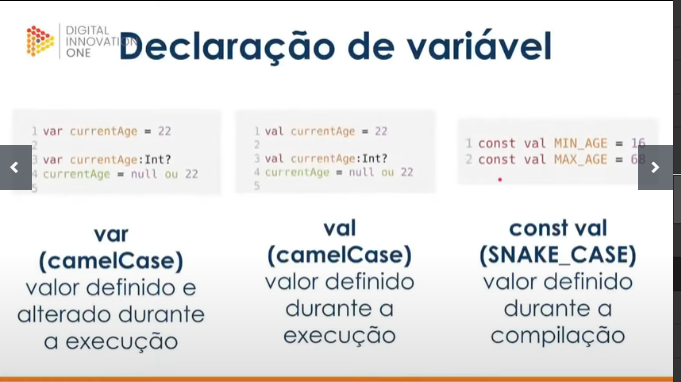 DIGITAL
INNOVATION
ONE
Declaração de variável
1 var currentAge = 22
2
3 var currentAge:Int?
4 currentAge = null ou 22
5
1 val currentAge = 22
2
3 val currentAge:Int?
4 currentAge = null ou 22
5
1 const val MIN_AGE = 16
2 const val MAX_AGE = 68
var
(camelCase)
valor definido e
alterado durante
a execução
val
(camelCase)
valor definido
durante a
execução
const val
(SNAKE_CASE)
valor definido
durante a
compilação